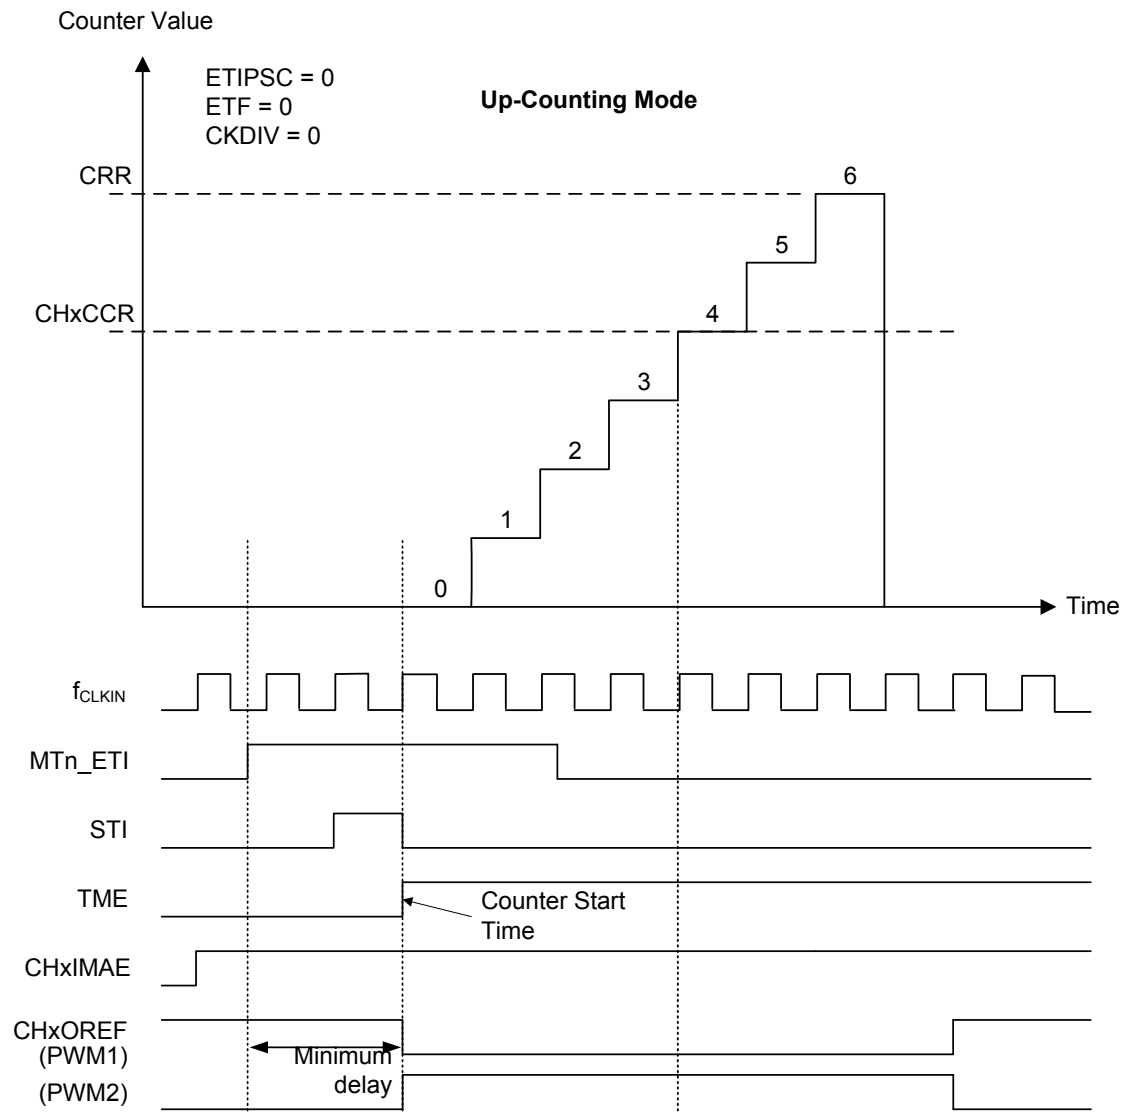 Counter Value
ETIPSC = 0
ETF = 0
CKDIV = 0
Up-Counting Mode
CRR
6
5
CHxCCR
4
3
2
1
0
Time
fCLKIN
MTn_ETI
STI
TME
Counter Start
Time
CHxIMAE
CHxOREF
(PWM1)
Minimum
delay
(PWM2)